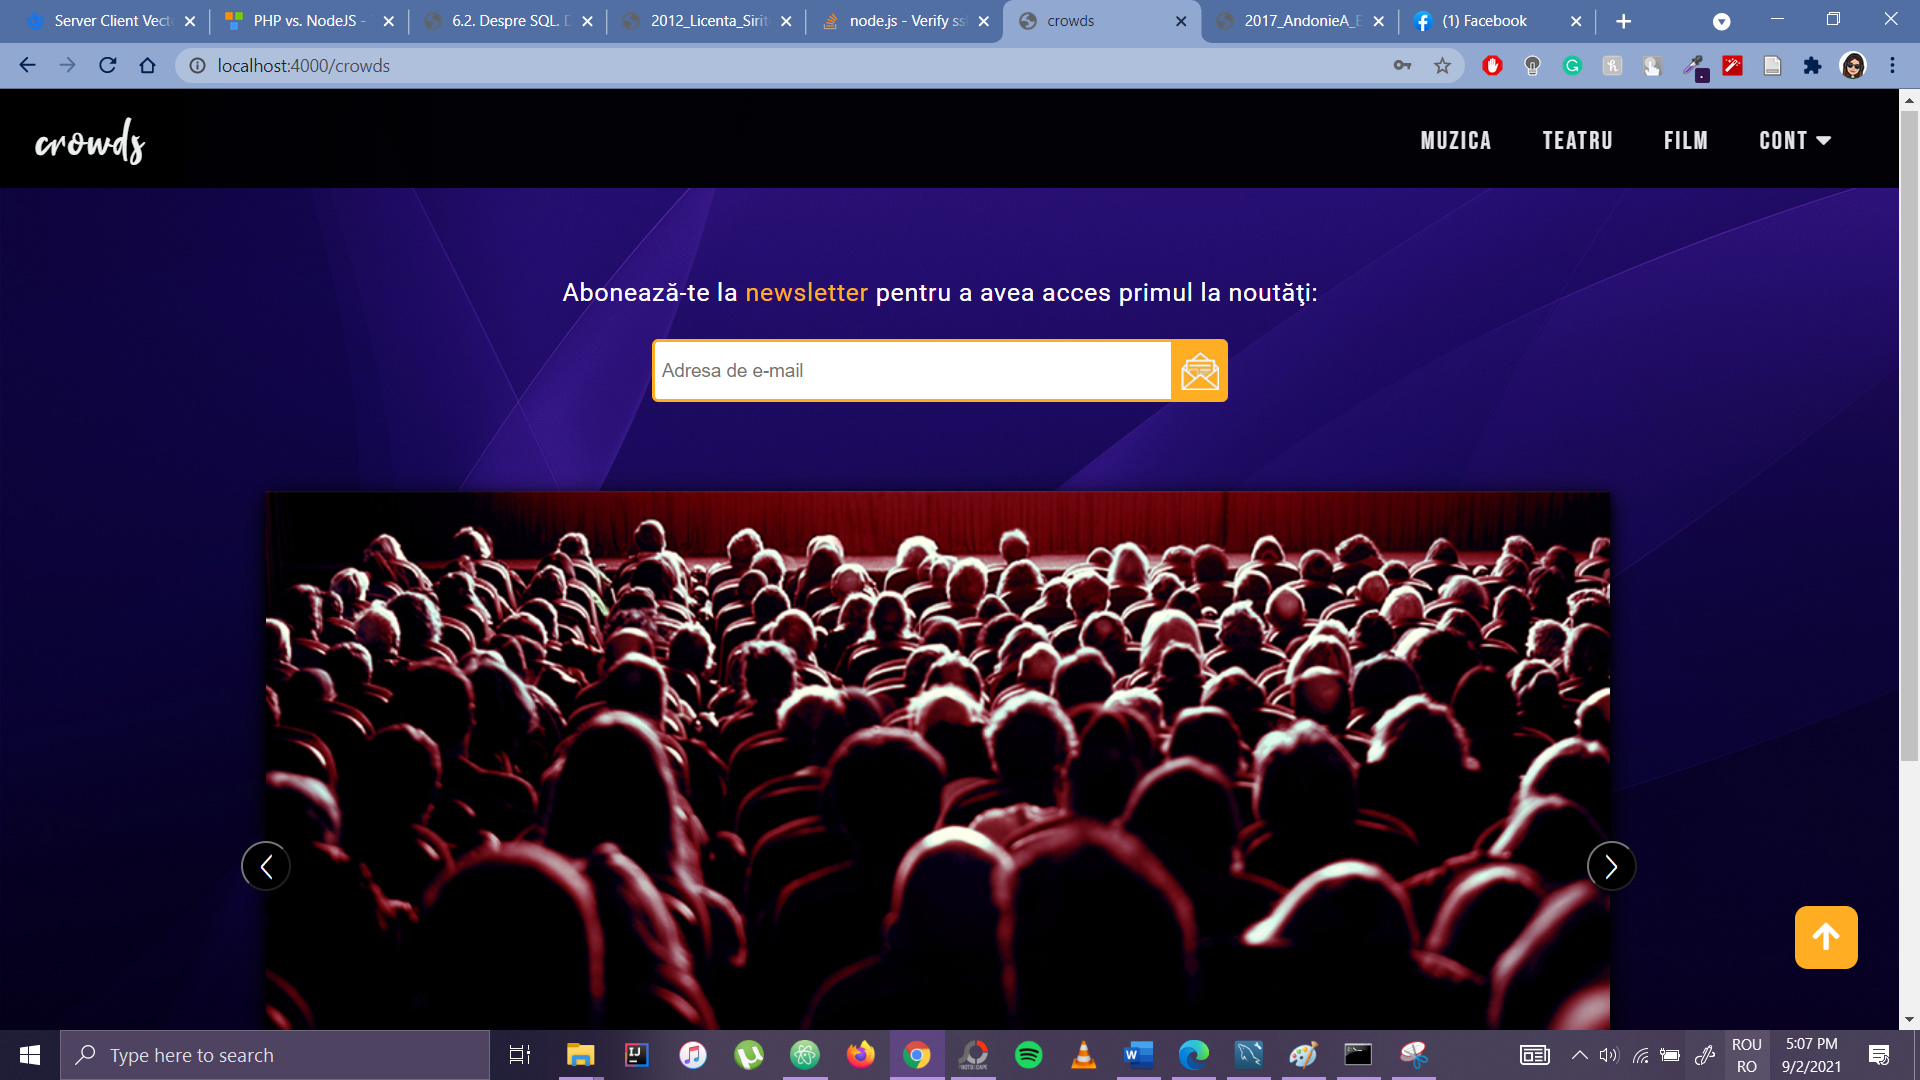 Server Client Vect
PHP vs. NodeJS -
6.2. Despre SQL. D
2012_Licenta_Sirit
node.js - Verify ss
crowds
2017_AndonieA_E
(1) Facebook
localhost:4000/crowds
crowds
MUZICA
TEATRU
FILM
CONT
Abonează-te la newsletter pentru a avea acces primul la noutăţi:
Adresa de e-mail
Type here to search
ROU
RO
5:07 PM
9/2/2021